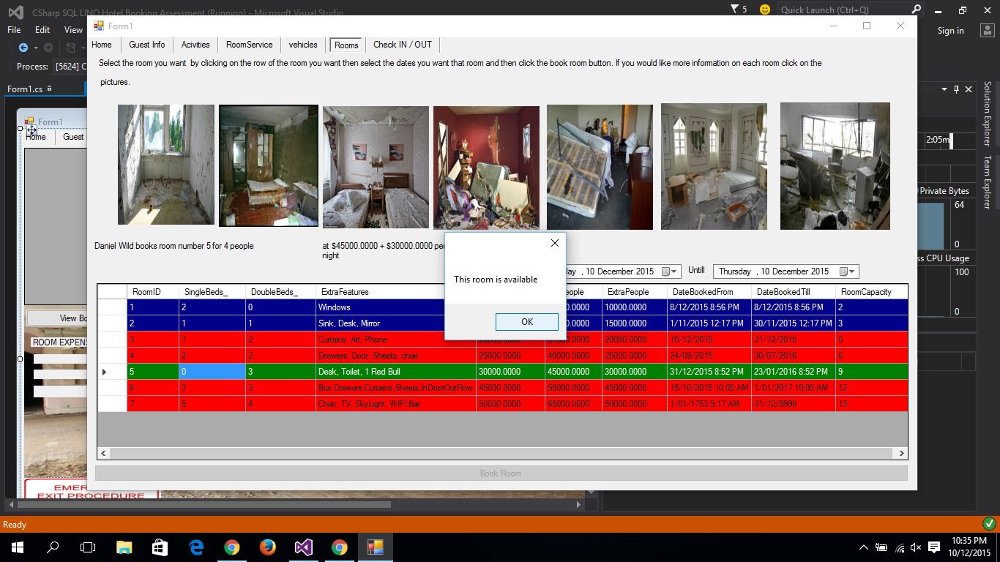 CSharp SQL LINQ Hotel Booking Assessment (Running) - Microsoft Visual Studio
5
Quick Launch (Ctrl+Q)
File Edit View
Sign in
Process: [5624] C
Form1.cs
Form1
Home Guest
View Bo
ROOM EXPENS
EMER
EXIT PROCEDURE
Form1
Home Guest Info Acivities RoomService vehicles Rooms Check IN / OUT
Select the room you want by clicking on the row of the room you want then select the dates you want that room and then click the book room button. If you would like more information on each room click on the
pictures.
Daniel Wild books room number 5 for 4 people
at $45000.0000 + $30000.0000 per
night
ay , 10 December 2015 Untill Thursday , 10 December 2015
This room is available
OK
RoomID SingleBeds_ DoubleBeds_ ExtraFeatures eople ExtraPeople DateBookedFrom DateBookedTill RoomCapacity
1 2 0 Windows 0.0000 10000.0000 8/12/2015 8:56 PM 8/12/2015 8:56 PM 2
2 1 1 Sink, Desk, Mirror 0.0000 15000.0000 1/11/2015 12:17 PM 30/11/2015 12:17 PM 3
3 1 2 Curtains, Art, Phone 20000.0000 37000.0000 20000.0000 10/12/2015 31/12/2015 5
4 2 2 Drawers, Door, Sheets, chair 25000.0000 40000.0000 25000.0000 24/09/2015 30/07/2016 6
5 0 3 Desk, Toilet, 1 Red Bull 30000.0000 45000.0000 30000.0000 31/12/2015 8:52 PM 23/01/2016 8:52 PM 9
6 3 3 Box,Drawers,Curtains,Sheets,InDoorOutFlow 45000.0000 55000.0000 45000.0000 15/10/2015 10:05 AM 1/01/2017 10:05 AM 12
7 5 4 Chair, TV, SkyLight, WIFI,Bar 50000.0000 65000.0000 50000.0000 1/01/1753 9:17 AM 31/12/9998 13
Book Room
Solution Explorer
Team Explorer
2:05m
Private Bytes
64
0
ss CPU Usage
100
0
Ready
10:35 PM
10/12/2015